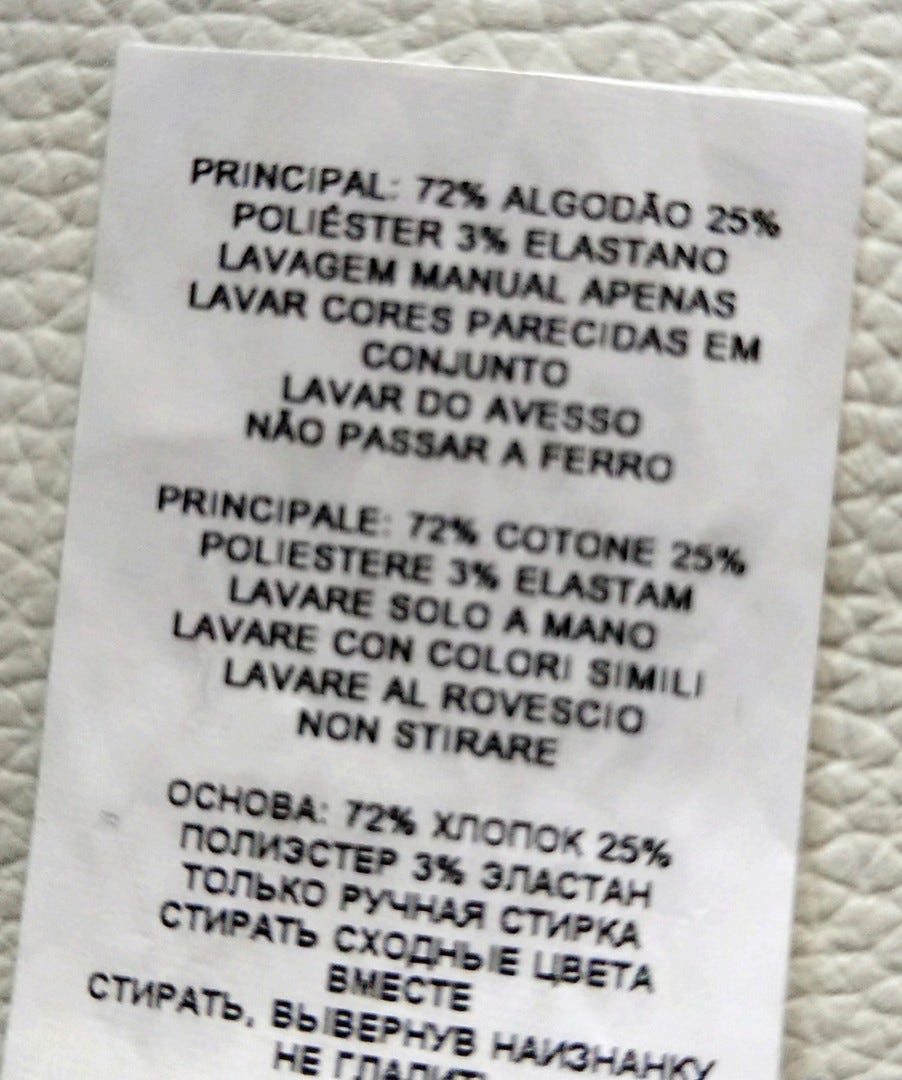 PRINCIPAL: 72% ALGODÃO 25%
POLIÉSTER 3% ELASTANO
LAVAGEM MANUAL APENAS
LAVAR CORES PARECIDAS EM
CONJUNTO
LAVAR DO AVESSO
NÃO PASSAR A FERRO
PRINCIPALE: 72% COTONE 25%
POLIESTERE 3% ELASTAM
LAVARE SOLO A MANO
LAVARE CON COLORI SIMILI
LAVARE AL ROVESCIO
NON STIRARE
ОСНОВА: 72% ХЛОПОК 25%
ПОЛИЭСТЕР 3% ЭЛАСТАН
ТОЛЬКО РУЧНАЯ СТИРКА
СТИРАТЬ СХОДНЫЕ ЦВЕТА
ВМЕСТЕ
СТИРАТЬ, ВЫВЕРНУВ НАИЗНАНКУ
НЕ